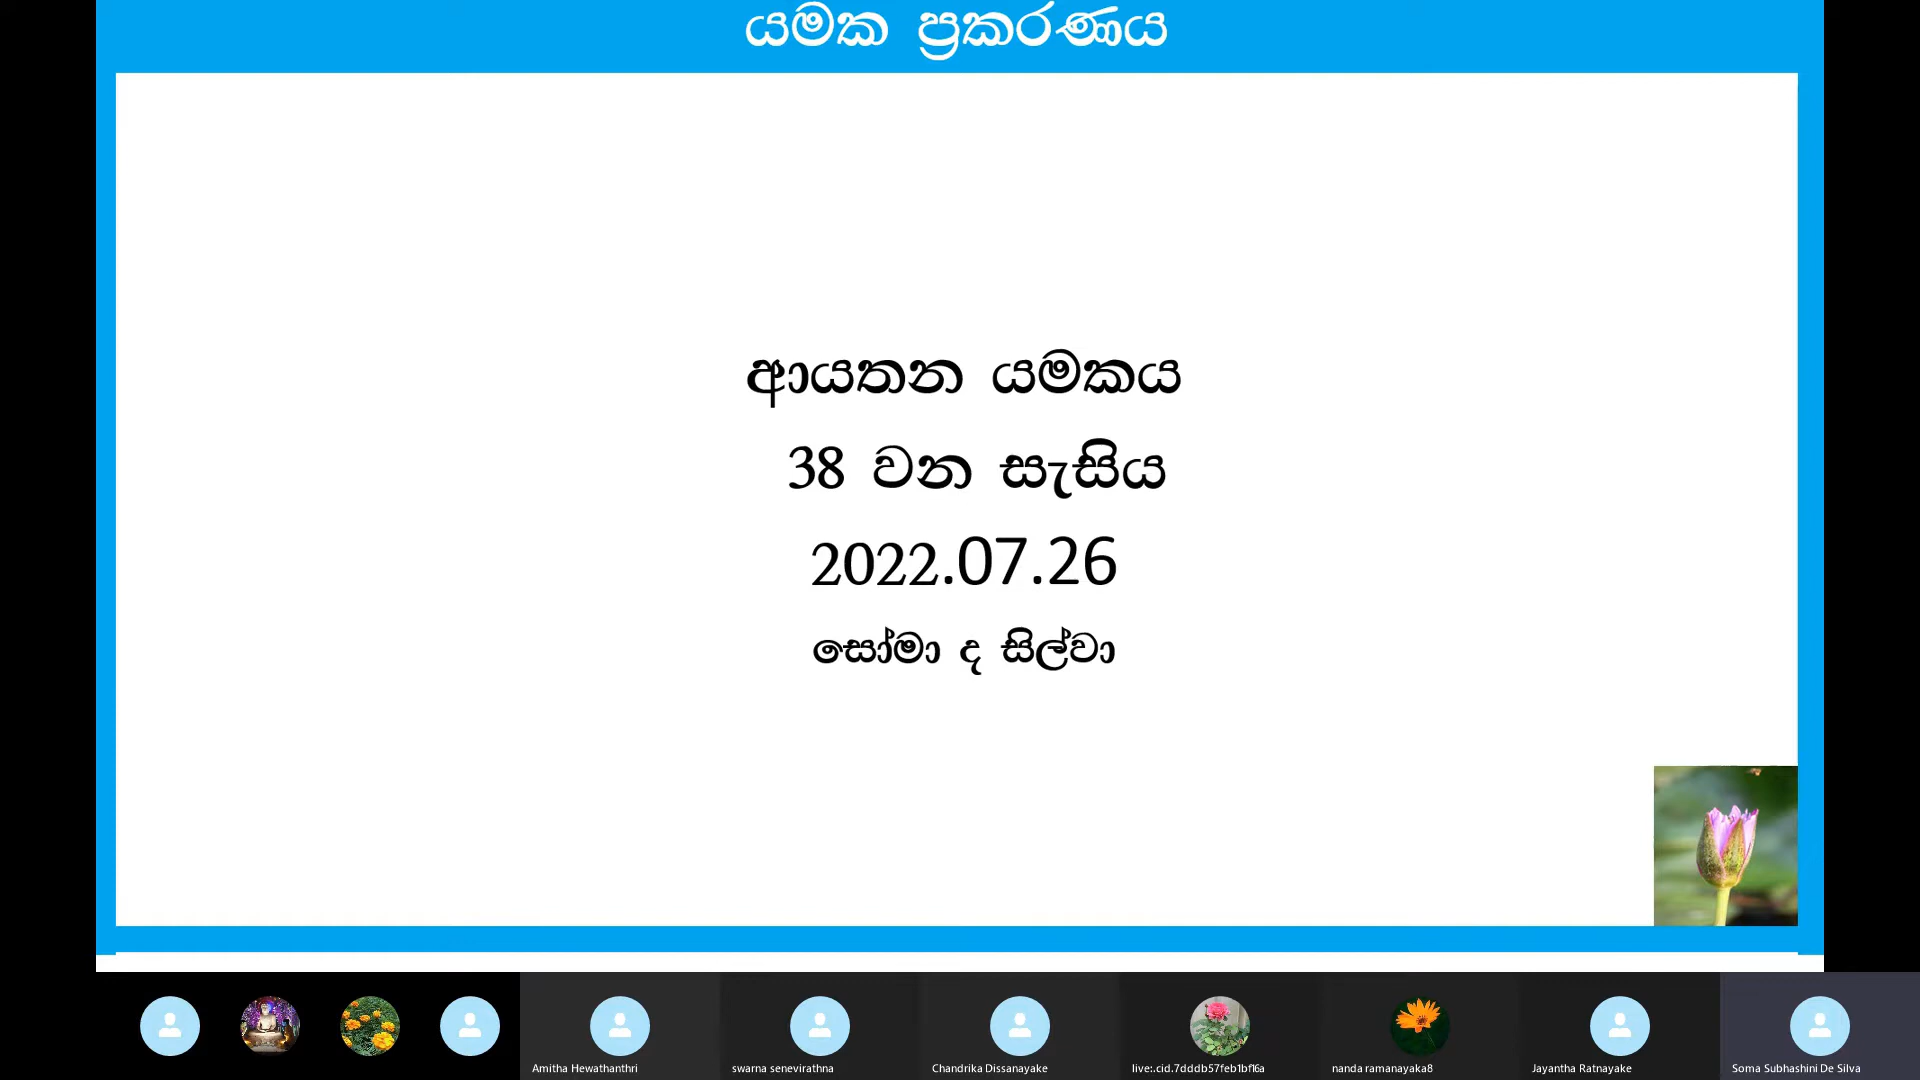 යමක ප්‍රකරණය
ආයතන යමකය
38 වන සැසිය
2022.07.26
සෝමා ද සිල්වා
Amitha Hewathanthri
swarna senevirathna
Chandrika Dissanayake
live:.cid.7dddb57feb1bf16a
nanda ramanayaka8
Jayantha Ratnayake
Soma Subhashini De Silva